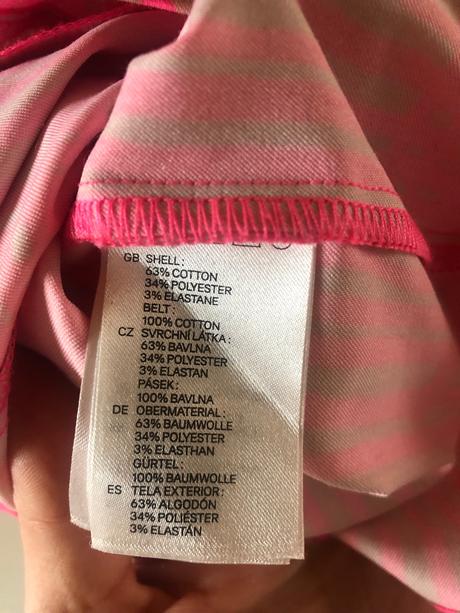 GB SHELL:
63% COTTON
34% POLYESTER
3% ELASTANE
BELT:
100% COTTON
CZ SVRCHNÍ LÁTKA:
63% BAVLNA
34% POLYESTER
3% ELASTAN
PÁSEK:
100% BAVLNA
DE OBERMATERIAL:
63% BAUMWOLLE
34% POLYESTER
3% ELASTHAN
GÜRTEL:
100% BAUMWOLLE
ES TELA EXTERIOR:
63% ALGODÓN
34% POLIÉSTER
3% ELASTÁN